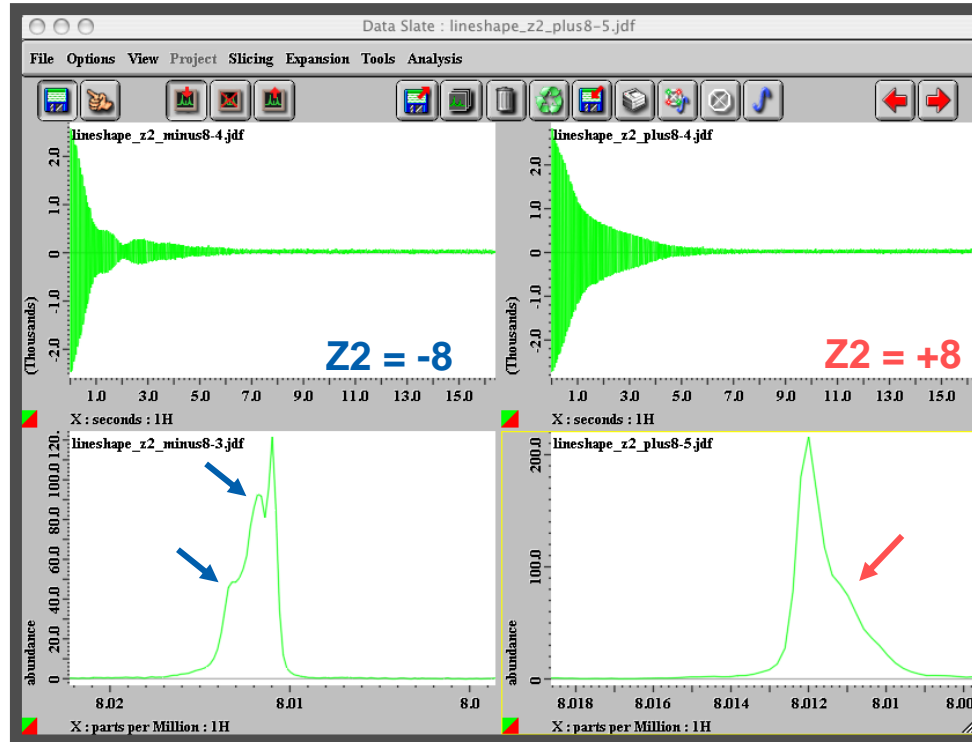 Data Slate : lineshape_z2_plus8-5.jdf
File Options View Project Slicing Expansion Tools Analysis
lineshape_z2_minus8-4.jdf
2.0
1.0
0
-1.0
-2.0
(Thousands)
Z2 = -8
1.0 3.0 5.0 7.0 9.0 11.0 13.0 15.0
X : seconds : 1H
lineshape_z2_plus8-4.jdf
2.0
1.0
0
-1.0
-2.0
(Thousands)
Z2 = +8
1.0 3.0 5.0 7.0 9.0 11.0 13.0 15.0
X : seconds : 1H
lineshape_z2_minus8-3.jdf
120.
100.0
80.0
60.0
40.0
20.0
0
abundance
8.02 8.01 8.0
X : parts per Million : 1H
lineshape_z2_plus8-5.jdf
200.0
100.0
0
abundance
8.018 8.016 8.014 8.012 8.01 8.00
X : parts per Million : 1H